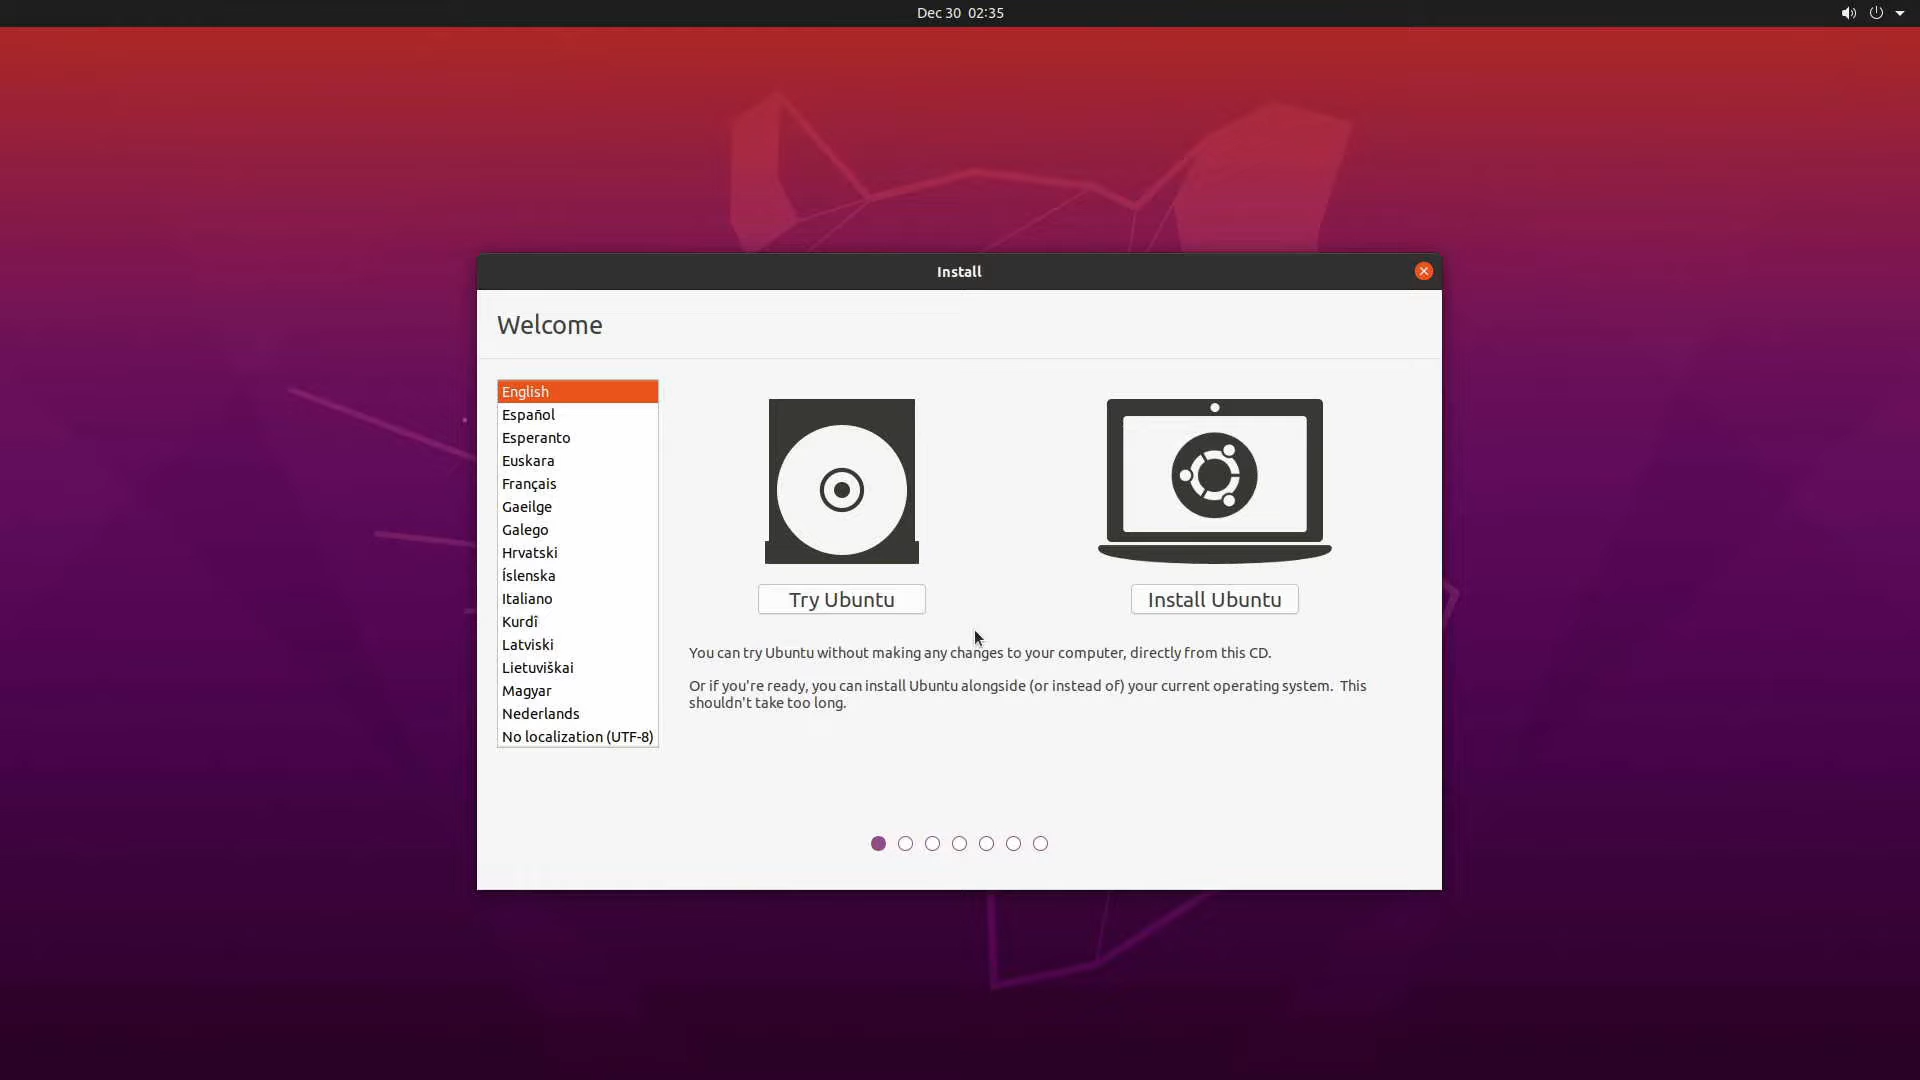 Dec 30  02:35
Install
Welcome
English
Español
Esperanto
Euskara
Français
Gaeilge
Galego
Hrvatski
Íslenska
Italiano
Kurdî
Latviski
Lietuviškai
Magyar
Nederlands
No localization (UTF-8)
Try Ubuntu
Install Ubuntu
You can try Ubuntu without making any changes to your computer, directly from this CD.
Or if you're ready, you can install Ubuntu alongside (or instead of) your current operating system.  This
shouldn't take too long.